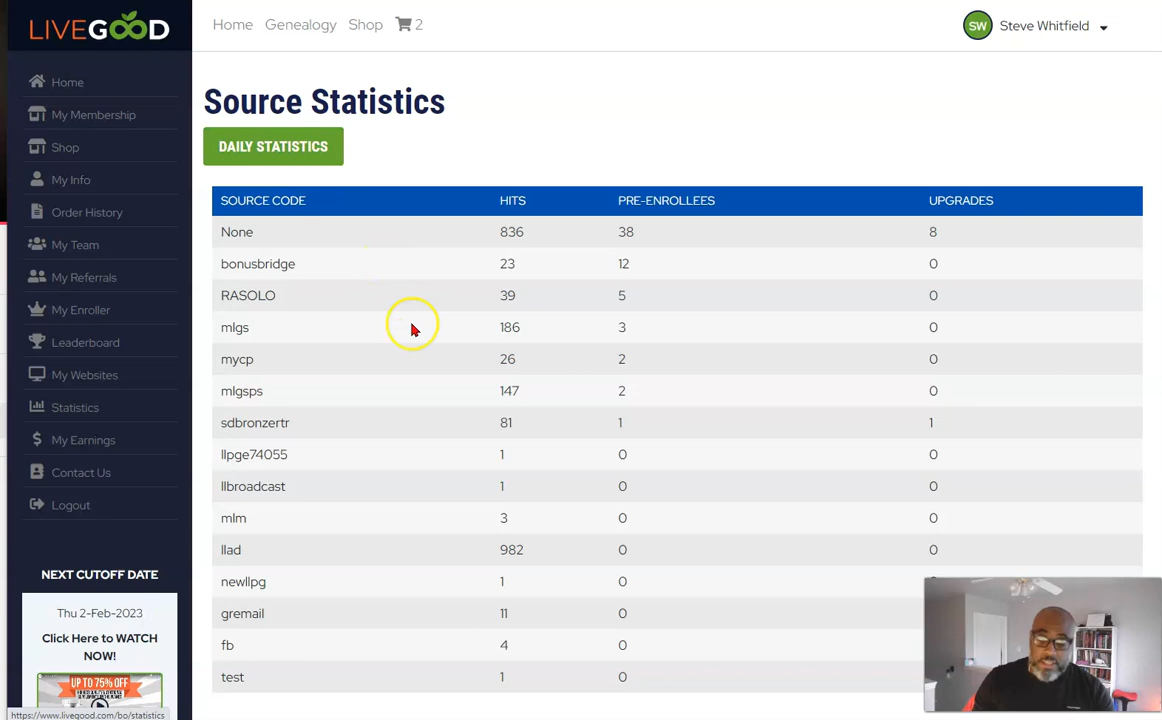 LIVEGOOD
Home Genealogy Shop 2
SW Steve Whitfield
Home
My Membership
Shop
My Info
Order History
My Team
My Referrals
My Enroller
Leaderboard
My Websites
Statistics
My Earnings
Contact Us
Logout
NEXT CUTOFF DATE
Thu 2-Feb-2023
Click Here to WATCH
NOW!
UP TO 75% OFF
https://www.livegood.com/bo/statistics
Source Statistics
DAILY STATISTICS
SOURCE CODE HITS PRE-ENROLLEES UPGRADES
None 836 38 8
bonusbridge 23 12 0
RASOLO 39 5 0
mlgs 186 3 0
mycp 26 2 0
mlgsps 147 2 0
sdbronzertr 81 1 1
llpge74055 1 0 0
llbroadcast 1 0 0
mlm 3 0 0
llad 982 0 0
newllpg 1 0
gremail 11 0
fb 4 0
test 1 0